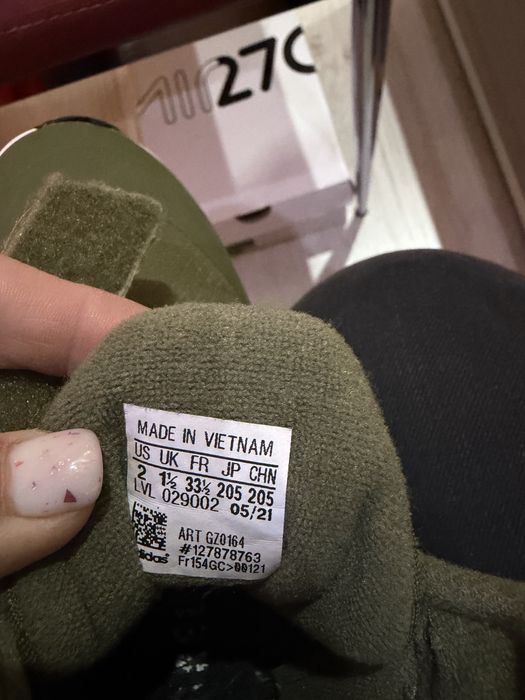 AIR270
MADE IN VIETNAM
US UK FR JP CHN
2 1½ 33½ 205 205
LVL 029002 05/21
ART GZ0164
#127878763
adidas Fr154GC>00121